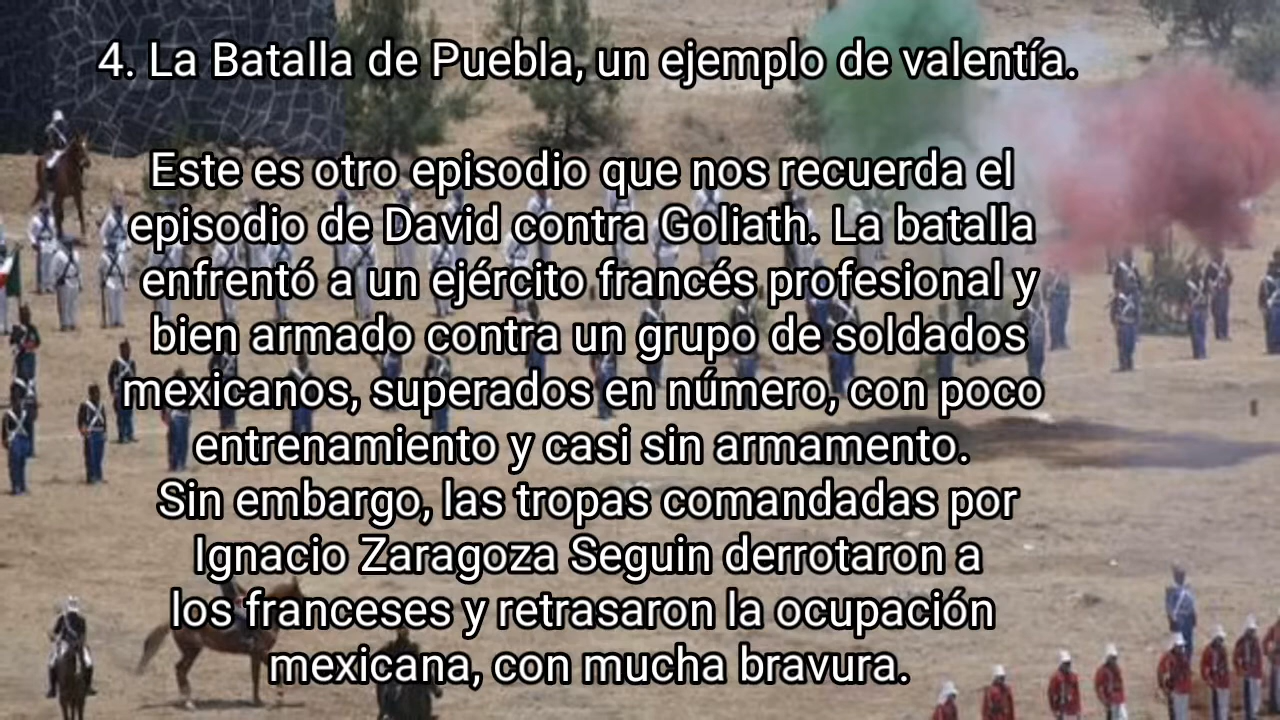 4. La Batalla de Puebla, un ejemplo de valentía.
Este es otro episodio que nos recuerda el
episodio de David contra Goliath. La batalla
enfrentó a un ejército francés profesional y
bien armado contra un grupo de soldados
mexicanos, superados en número, con poco
entrenamiento y casi sin armamento.
Sin embargo, las tropas comandadas por
Ignacio Zaragoza Seguin derrotaron a
los franceses y retrasaron la ocupación
mexicana, con mucha bravura.